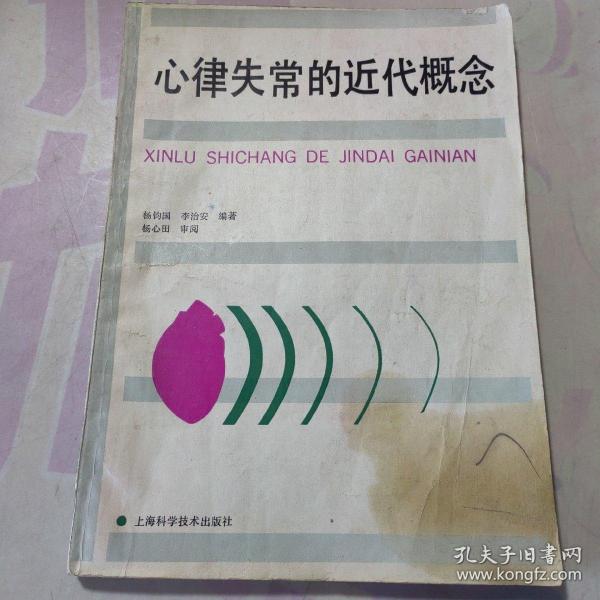 心律失常的近代概念
XINLU SHICHANG DE JINDAI GAINIAN
杨钧国 李治安 编著
杨心田 审阅
上海科学技术出版社
孔夫子旧书网
www.kongfz.com